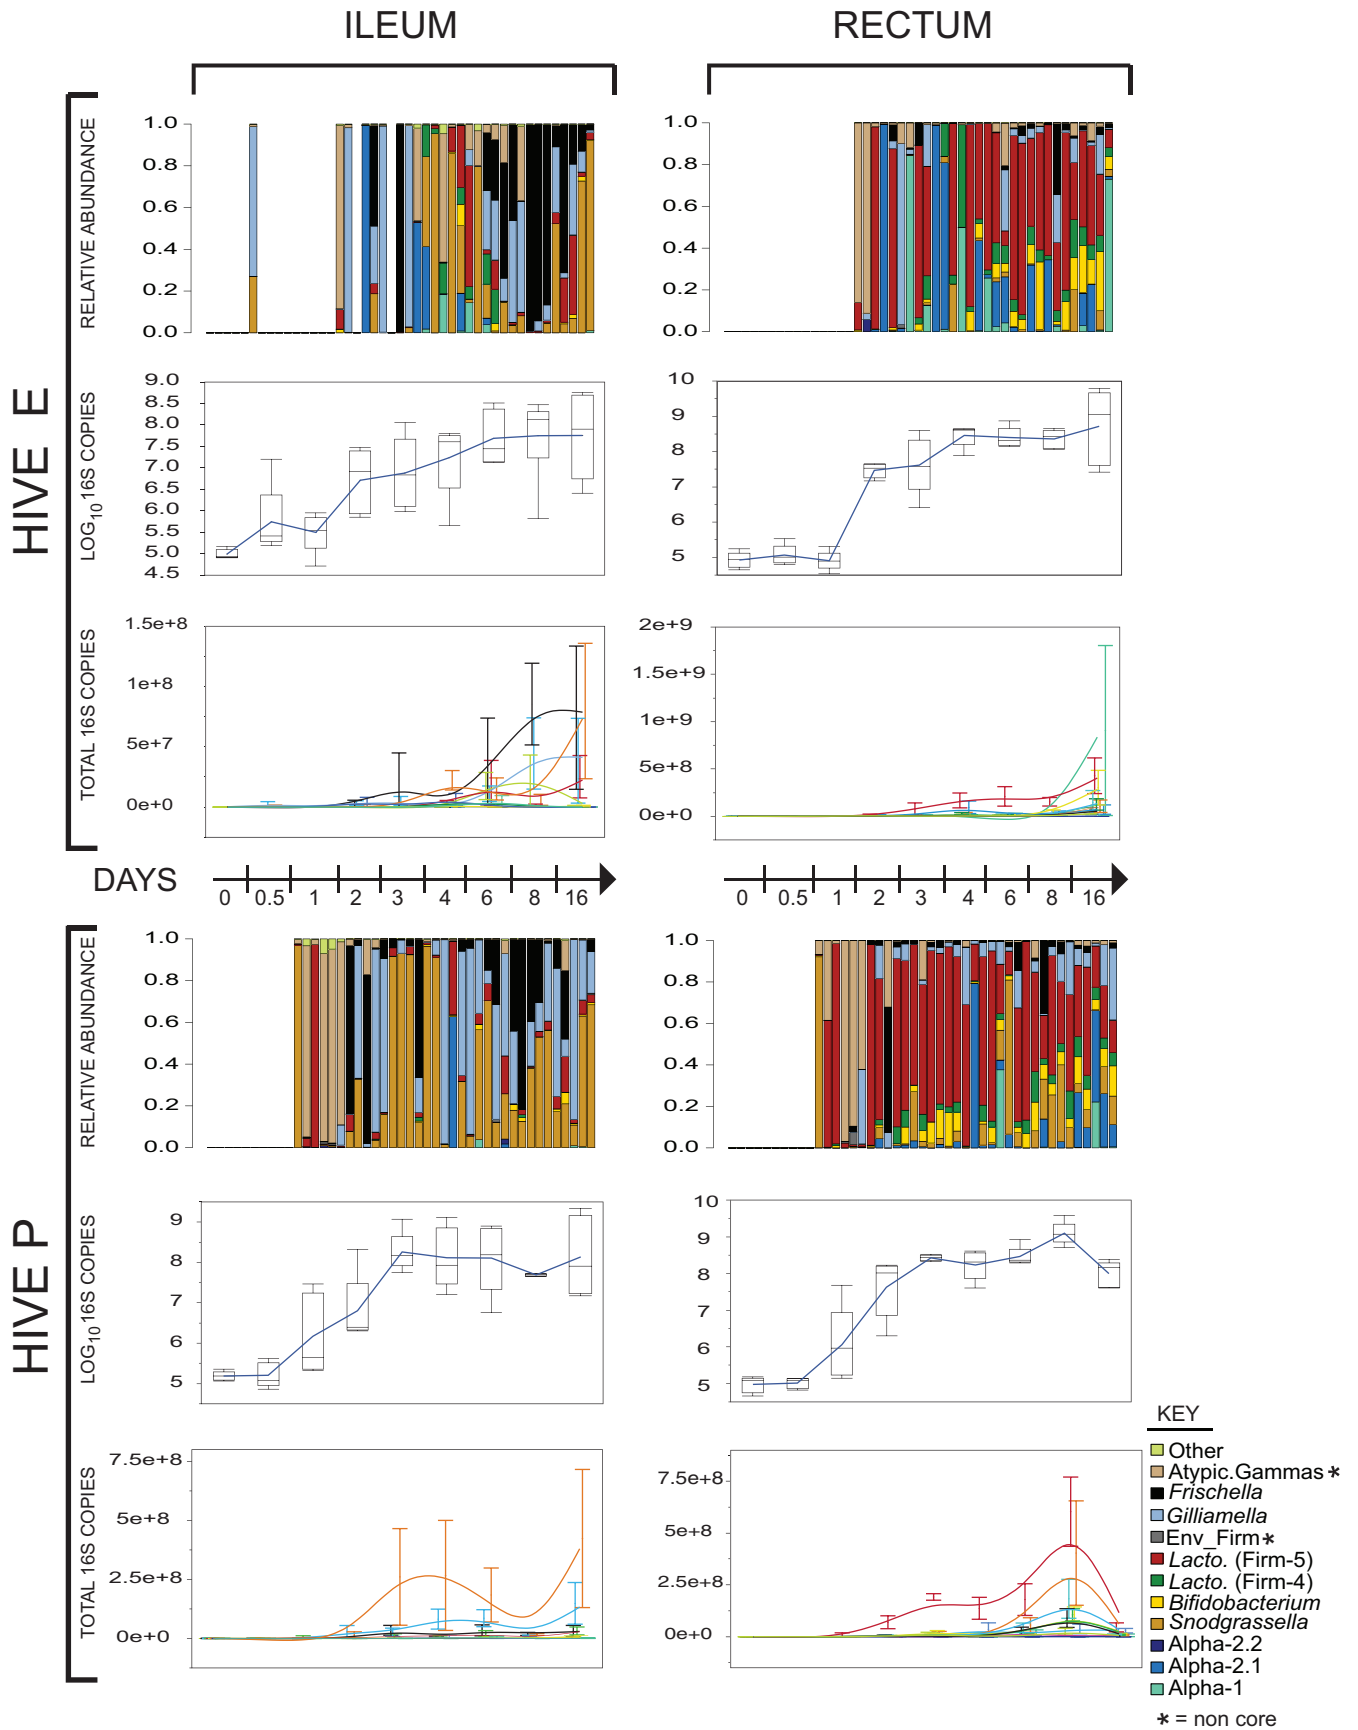 ILEUM RECTUM
HIVE E
RELATIVE ABUNDANCE
1.0 0.8 0.6 0.4 0.2 0.0
1.0 0.8 0.6 0.4 0.2 0.0
LOG10 16S COPIES
9.0 8.5 8.0 7.5 7.0 6.5 6.0 5.5 5.0 4.5
10 9 8 7 6 5
TOTAL 16S COPIES
1.5e+8 1e+8 5e+7 0e+0
2e+9 1.5e+9 1e+9 5e+8 0e+0
DAYS 0 0.5 1 2 3 4 6 8 16
0 0.5 1 2 3 4 6 8 16
HIVE P
RELATIVE ABUNDANCE
1.0 0.8 0.6 0.4 0.2 0.0
1.0 0.8 0.6 0.4 0.2 0.0
LOG10 16S COPIES
9 8 7 6 5
10 9 8 7 6 5
TOTAL 16S COPIES
7.5e+8 5e+8 2.5e+8 0e+0
7.5e+8 5e+8 2.5e+8 0e+0
KEY
Other
Atypic.Gammas *
Frischella
Gilliamella
Env_Firm *
Lacto. (Firm-5)
Lacto. (Firm-4)
Bifidobacterium
Snodgrassella
Alpha-2.2
Alpha-2.1
Alpha-1
* = non core